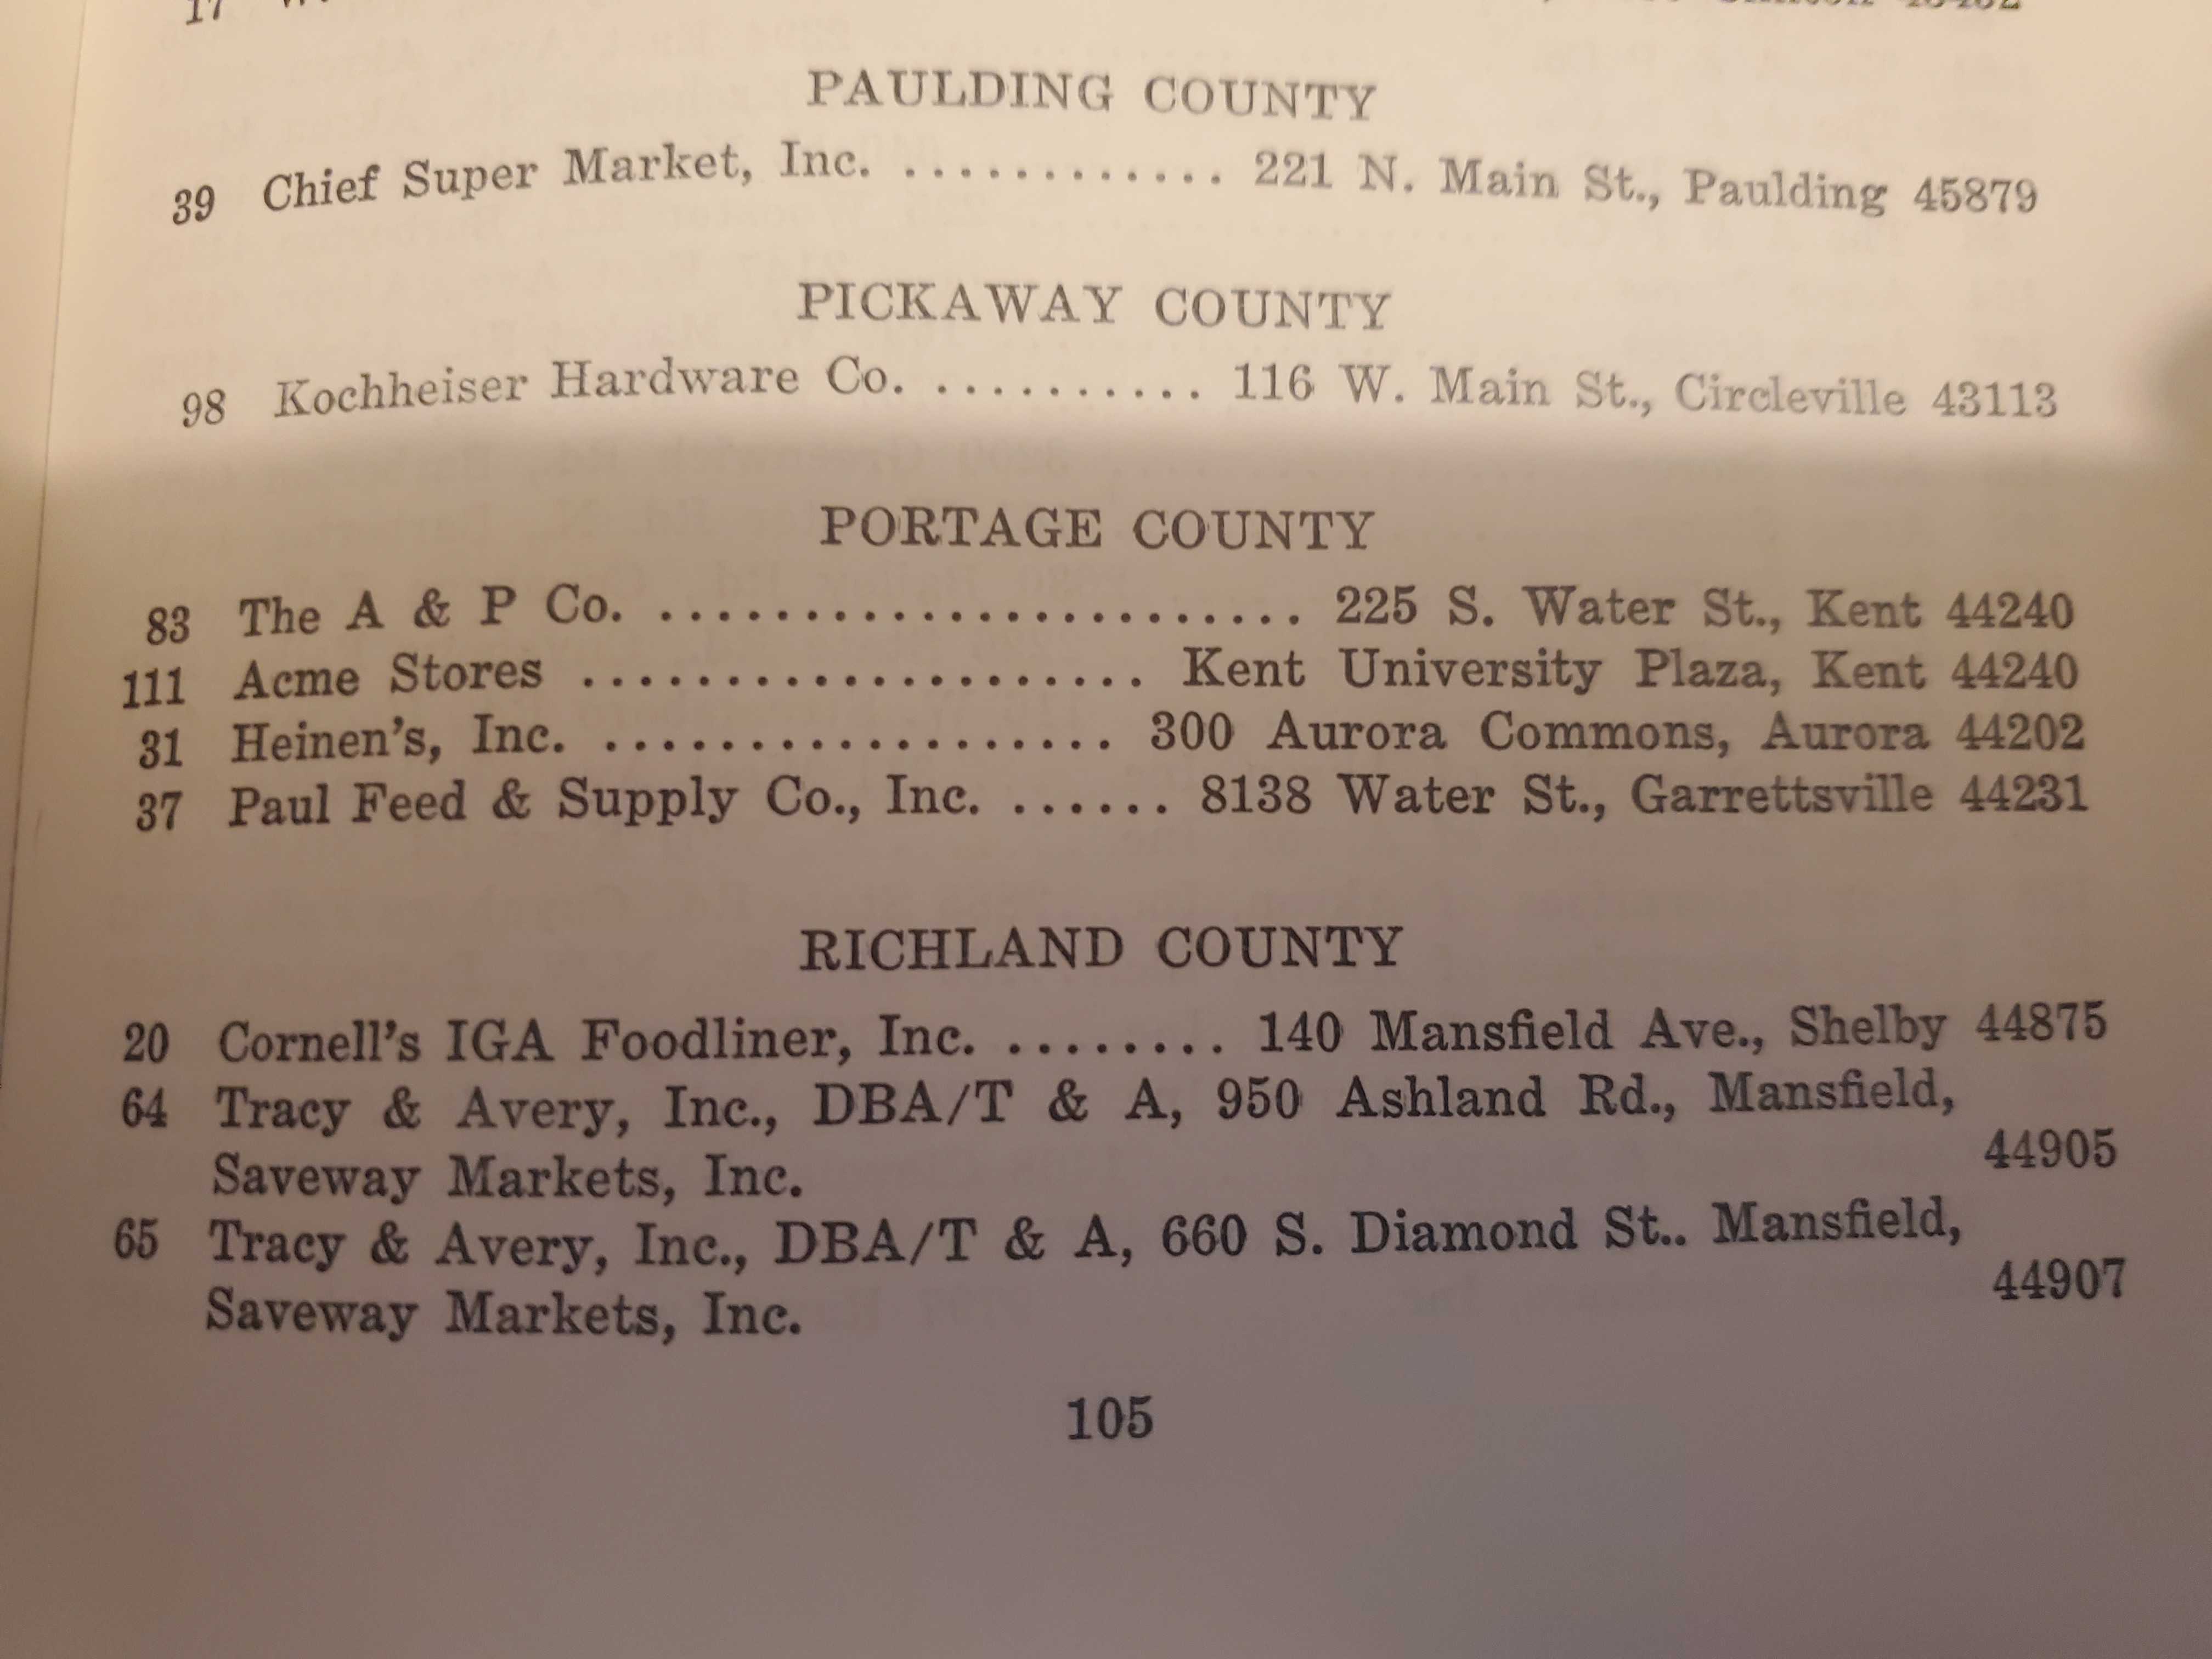 17
PAULDING COUNTY
39 Chief Super Market, Inc. ............ 221 N. Main St., Paulding 45879
PICKAWAY COUNTY
98 Kochheiser Hardware Co. .......... 116 W. Main St., Circleville 43113
PORTAGE COUNTY
83 The A & P Co. ....................... 225 S. Water St., Kent 44240
111 Acme Stores .................... Kent University Plaza, Kent 44240
31 Heinen's, Inc. .................. 300 Aurora Commons, Aurora 44202
37 Paul Feed & Supply Co., Inc. ...... 8138 Water St., Garrettsville 44231
RICHLAND COUNTY
20 Cornell's IGA Foodliner, Inc. ........ 140 Mansfield Ave., Shelby 44875
64 Tracy & Avery, Inc., DBA/T & A, 950 Ashland Rd., Mansfield,
44905
Saveway Markets, Inc.
65 Tracy & Avery, Inc., DBA/T & A, 660 S. Diamond St.. Mansfield,
44907
Saveway Markets, Inc.
105